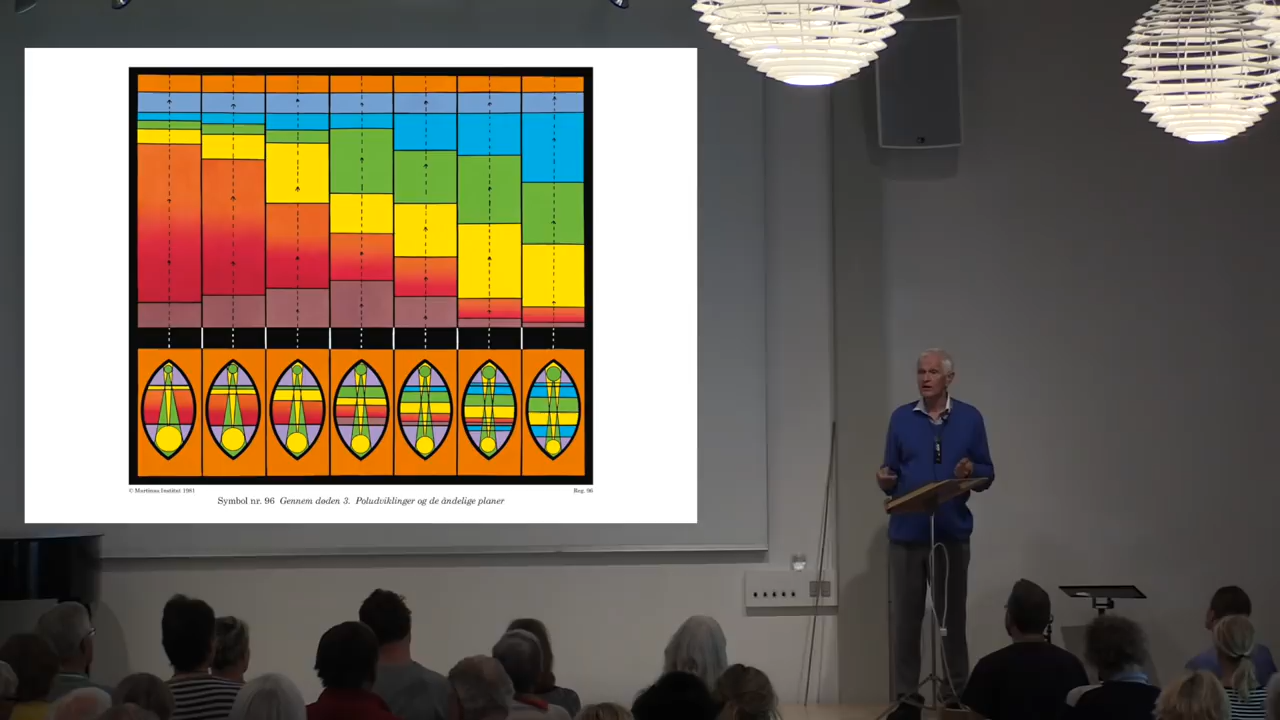 © Martinus Institut 1981
Reg. 96
Symbol nr. 96 Gennem døden 3. Poludviklinger og de åndelige planer